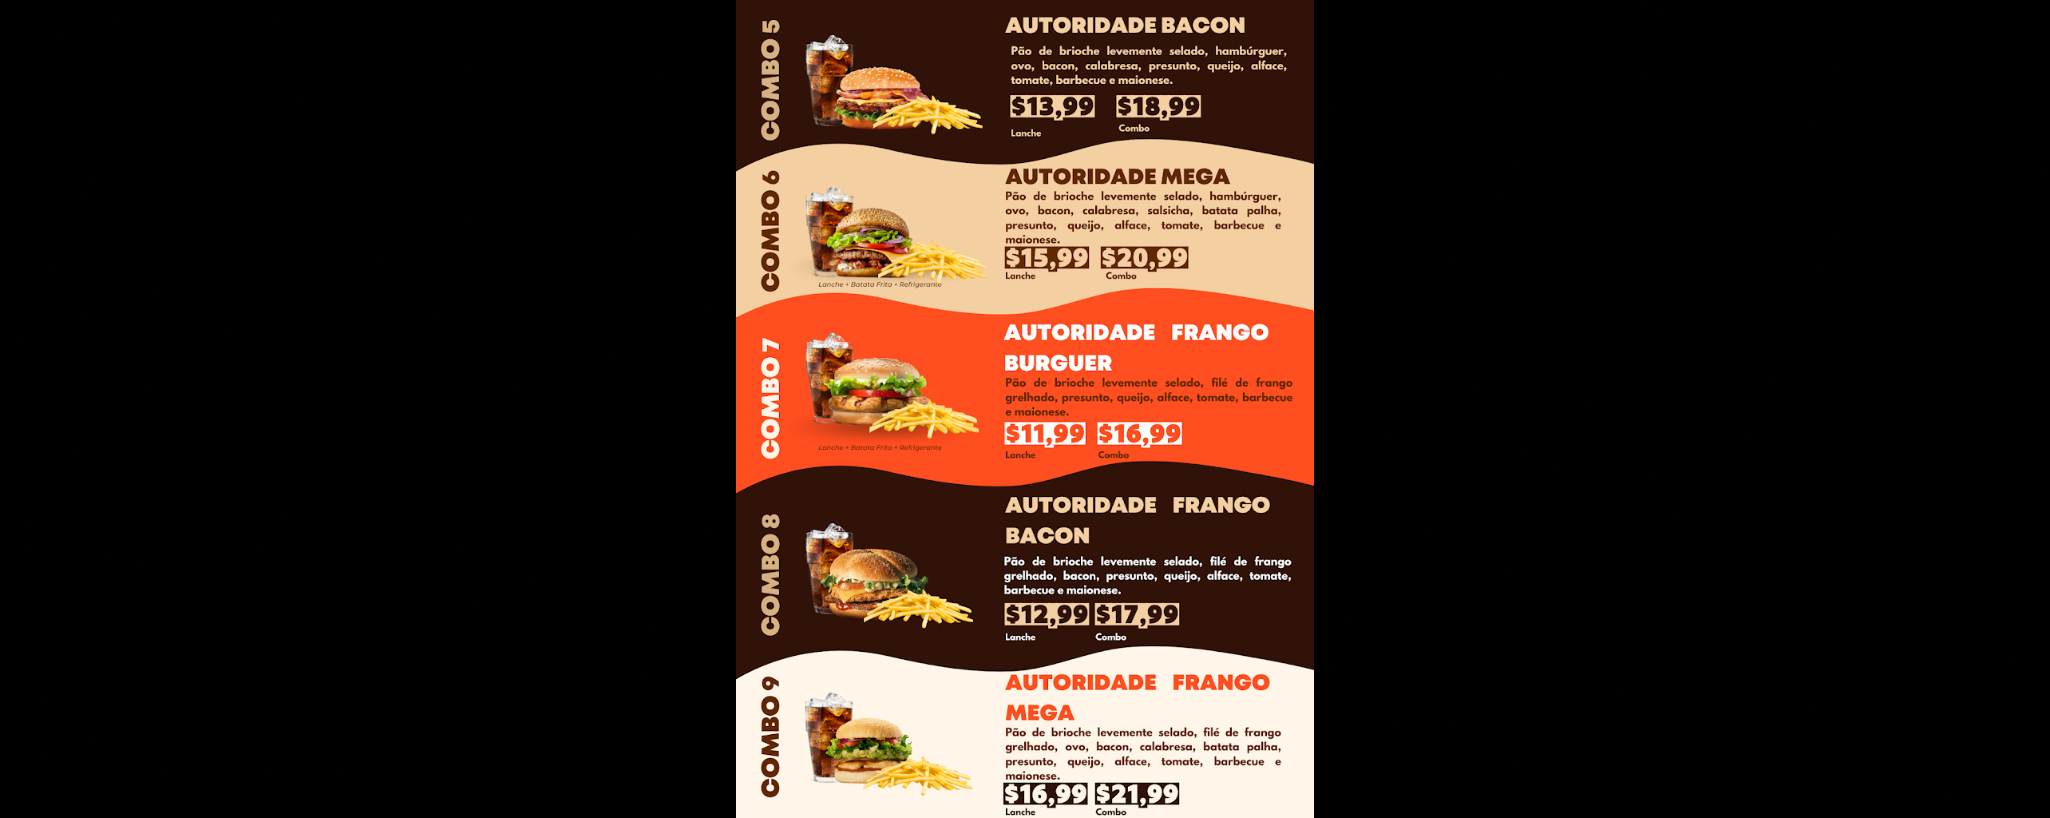 COMBO 5
AUTORIDADE BACON
Pão de brioche levemente selado, hambúrguer,
ovo, bacon, calabresa, presunto, queijo, alface,
tomate, barbecue e maionese.
$13,99 $18,99
Lanche Combo
COMBO 6
AUTORIDADE MEGA
Pão de brioche levemente selado, hambúrguer,
ovo, bacon, calabresa, salsicha, batata palha,
presunto, queijo, alface, tomate, barbecue e
maionese.
$15,99 $20,99
Lanche Combo
Lanche • Batata Frita • Refrigerante
COMBO 7
AUTORIDADE FRANGO
BURGUER
Pão de brioche levemente selado, filé de frango
grelhado, presunto, queijo, alface, tomate, barbecue
e maionese.
$11,99 $16,99
Lanche Combo
Lanche • Batata Frita • Refrigerante
COMBO 8
AUTORIDADE FRANGO
BACON
Pão de brioche levemente selado, filé de frango
grelhado, bacon, presunto, queijo, alface, tomate,
barbecue e maionese.
$12,99 $17,99
Lanche Combo
COMBO 9
AUTORIDADE FRANGO
MEGA
Pão de brioche levemente selado, filé de frango
grelhado, ovo, bacon, calabresa, batata palha,
presunto, queijo, alface, tomate, barbecue e
maionese.
$16,99 $21,99
Lanche Combo